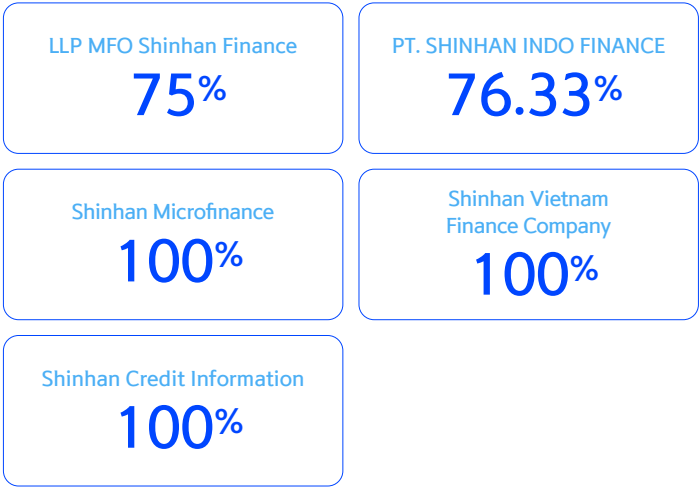 LLP MFO Shinhan Finance
75%
PT. SHINHAN INDO FINANCE
76.33%
Shinhan Microfinance
100%
Shinhan Vietnam
Finance Company
100%
Shinhan Credit Information
100%